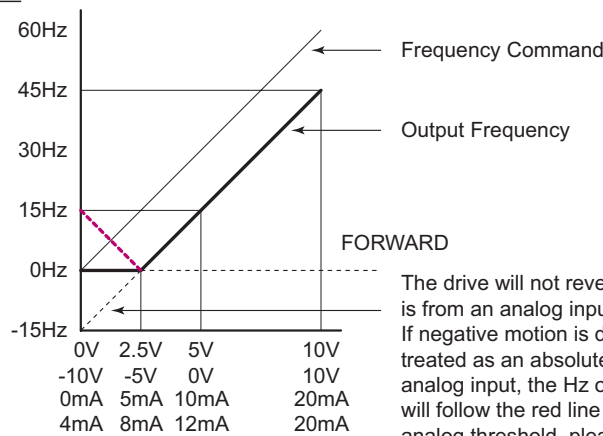 60Hz
Frequency Command
45Hz
Output Frequency
30Hz
15Hz
FORWARD
0Hz
The drive will not
is from an analog
If negative motion is
treated as an absolute
analog input, the Hz
-15Hz
will follow the red line
analog threshold,
0V 2.5V 5V 10V
-10V -5V 0V 10V
0mA 5mA 10mA 20mA
4mA 8mA 12mA 20mA